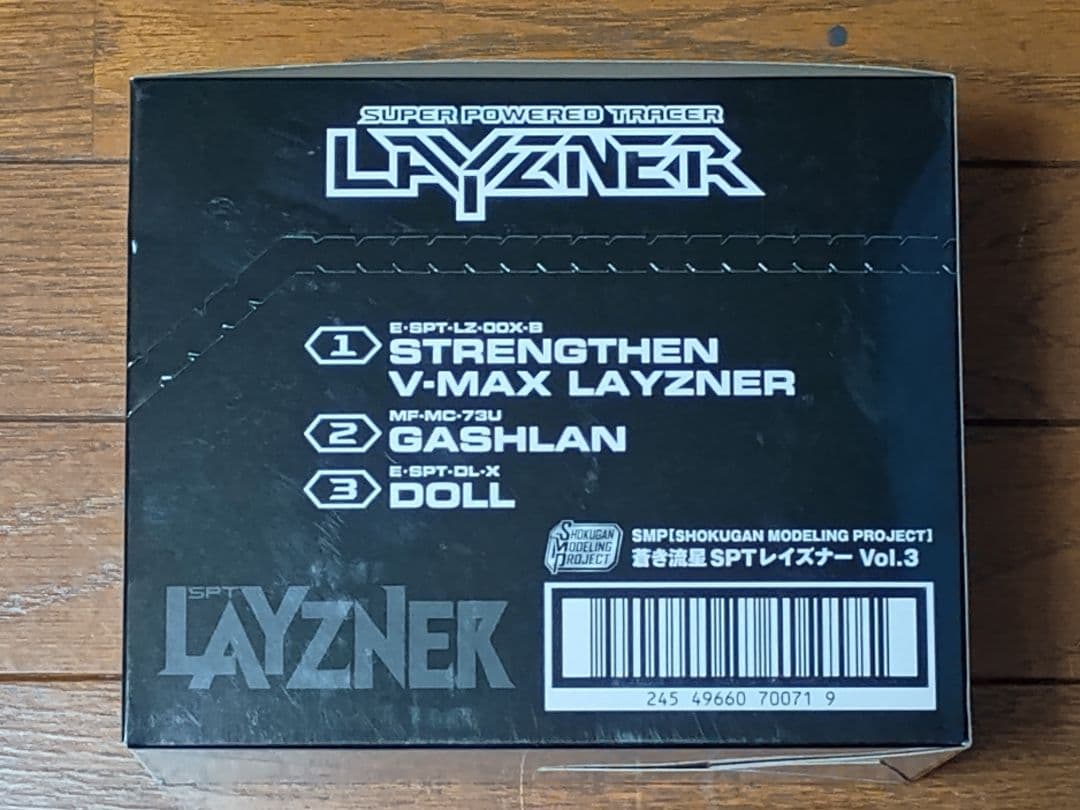 SUPER POWERED TRACER
LAYZNER
1
E・SPT・LZ・00X・B
STRENGTHEN
V-MAX LAYZNER
2
MF・MC・73U
GASHLAN
3
E・SPT・DL・X
DOLL
SHOKUGAN
MODELING
PROJECT
SMP[SHOKUGAN MODELING PROJECT]
蒼き流星SPTレイズナー Vol.3
SPT
LAYZNER
245 49660 70071 9